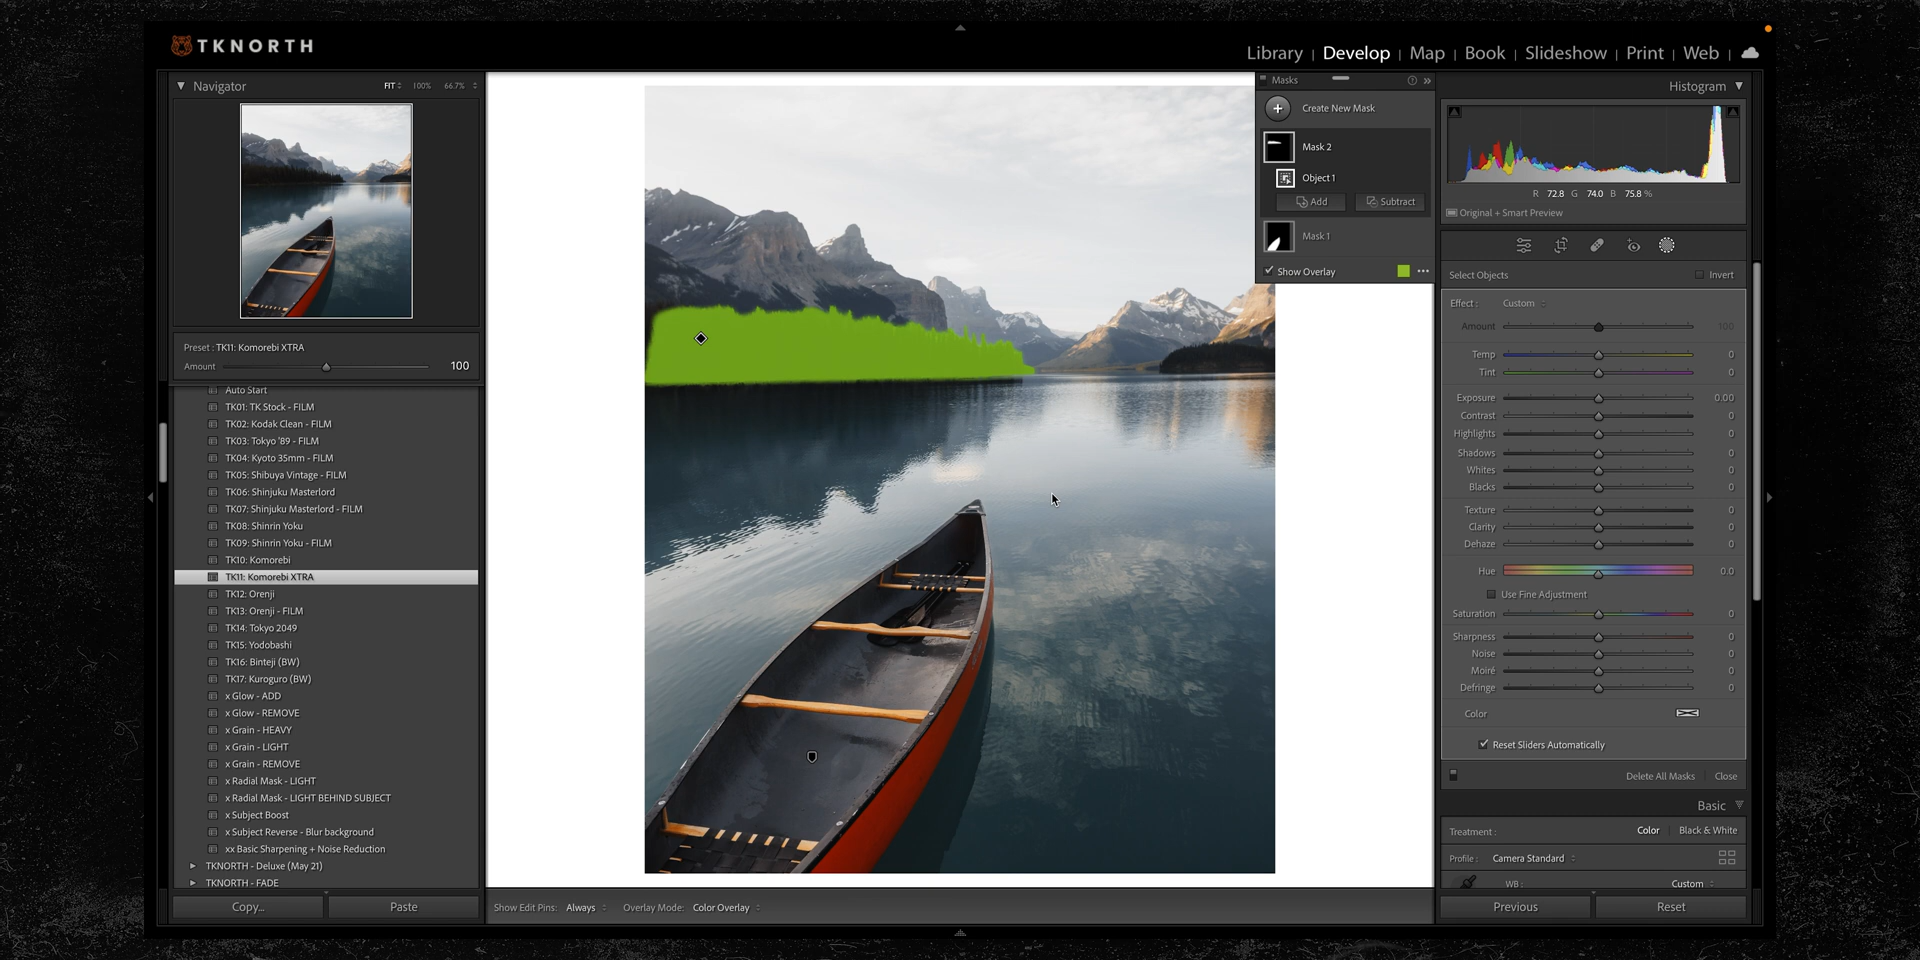 TKNORTH
Library | Develop | Map | Book | Slideshow | Print | Web |
Navigator FIT 100% 66.7%
Preset : TK11: Komorebi XTRA
Amount 100
Auto Start
TK01: TK Stock - FILM
TK02: Kodak Clean - FILM
TK03: Tokyo '89 - FILM
TK04: Kyoto 35mm - FILM
TK05: Shibuya Vintage - FILM
TK06: Shinjuku Masterlord
TK07: Shinjuku Masterlord - FILM
TK08: Shinrin Yoku
TK09: Shinrin Yoku - FILM
TK10: Komorebi
TK11: Komorebi XTRA
TK12: Orenji
TK13: Orenji - FILM
TK14: Tokyo 2049
TK15: Yodobashi
TK16: Binteji (BW)
TK17: Kuroguro (BW)
x Glow - ADD
x Glow - REMOVE
x Grain - HEAVY
x Grain - LIGHT
x Grain - REMOVE
x Radial Mask - LIGHT
x Radial Mask - LIGHT BEHIND SUBJECT
x Subject Boost
x Subject Reverse - Blur background
xx Basic Sharpening + Noise Reduction
TKNORTH - Deluxe (May 21)
TKNORTH - FADE
Copy... Paste
Show Edit Pins: Always Overlay Mode: Color Overlay
Masks
Create New Mask
Mask 2
Object 1
Add Subtract
Mask 1
Show Overlay
Histogram
R 72.8 G 74.0 B 75.8 %
Original + Smart Preview
Select Objects Invert
Effect : Custom
Amount 100
Temp 0
Tint 0
Exposure 0.00
Contrast 0
Highlights 0
Shadows 0
Whites 0
Blacks 0
Texture 0
Clarity 0
Dehaze 0
Hue 0.0
Use Fine Adjustment
Saturation 0
Sharpness 0
Noise 0
Moiré 0
Defringe 0
Color
Reset Sliders Automatically
Delete All Masks Close
Basic
Treatment : Color | Black & White
Profile : Camera Standard
WB : Custom
Previous Reset